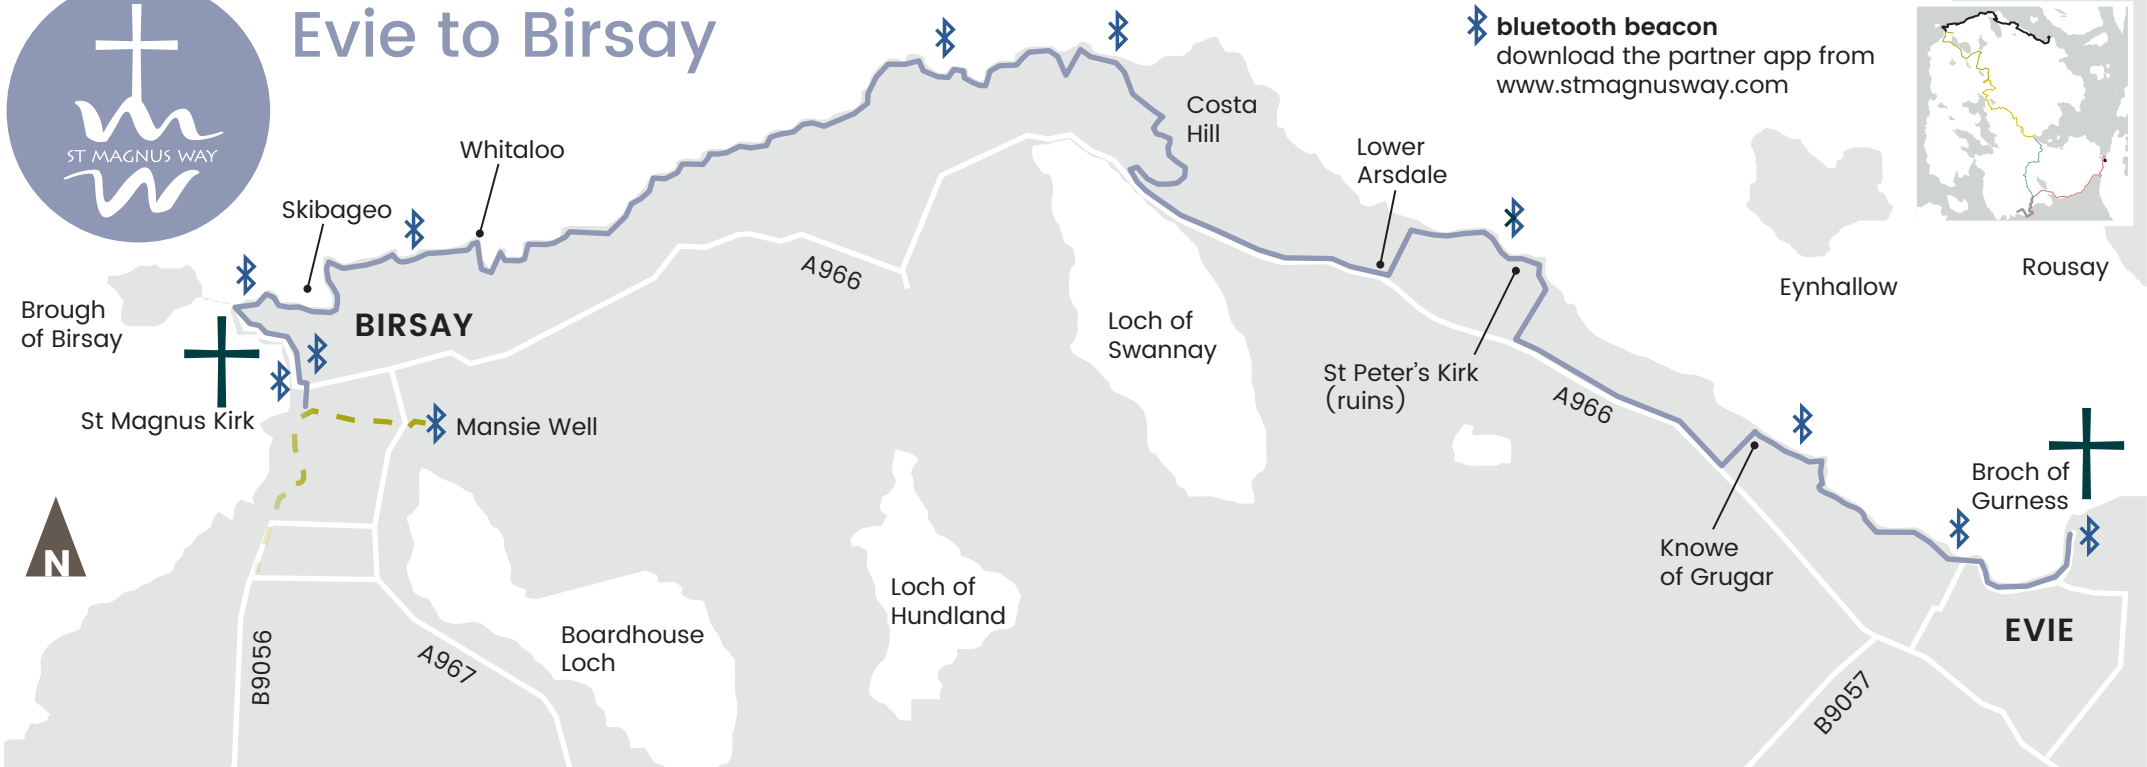 Evie to Birsay
ST MAGNUS WAY
bluetooth beacon
download the partner app from
www.stmagnusway.com
Costa
Hill
Lower
Arsdale
Whitaloo
Skibageo
Brough
of Birsay
BIRSAY
A966
Loch of
Swannay
Eynhallow
Rousay
St Peter's Kirk
(ruins)
A966
St Magnus Kirk
Mansie Well
Broch of
Gurness
Knowe
of Grugar
N
Loch of
Hundland
Boardhouse
Loch
EVIE
B9056
A967
B9057